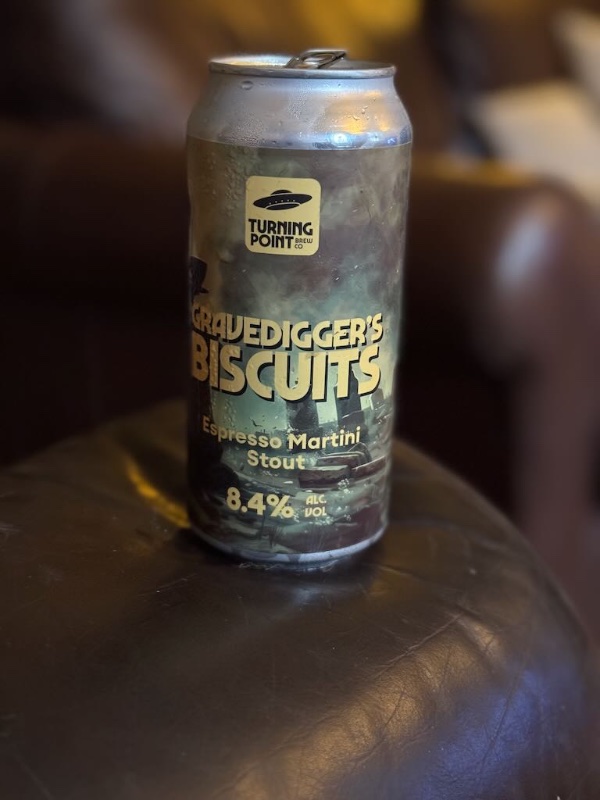 TURNING
POINT BREW CO
GRAVEDIGGER'S
BISCUITS
Espresso Martini
Stout
8.4% ALC. VOL